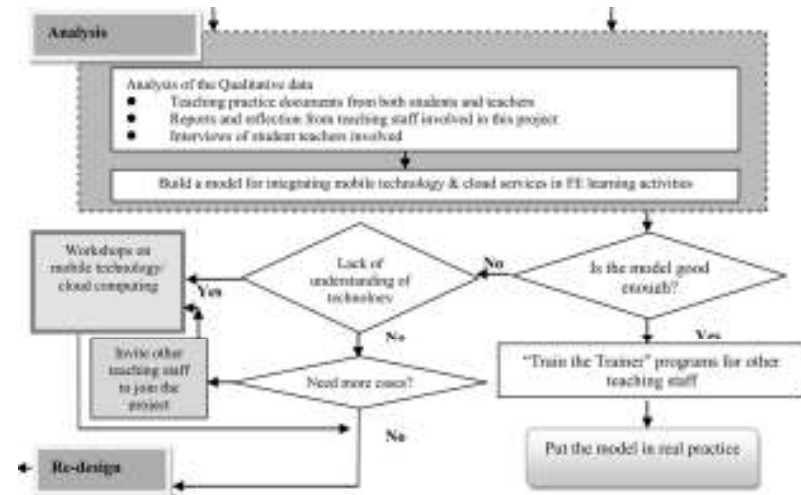 Analysis
Analysis of the Qualitative data
● Teaching practice documents from both students and teachers
● Reports and reflection from teaching staff involved in this project
● Interviews of student teachers involved
Build a model for integrating mobile technology & cloud services in FE learning activities
Workshops on
mobile technology/
cloud computing
Yes
Lack of
understanding of
technology
No
Is the model good
enough?
No
Yes
Invite other
teaching staff
to join the
project
Need more cases?
"Train the Trainer" programs for other
teaching staff
No
Put the model in real practice
Re-design